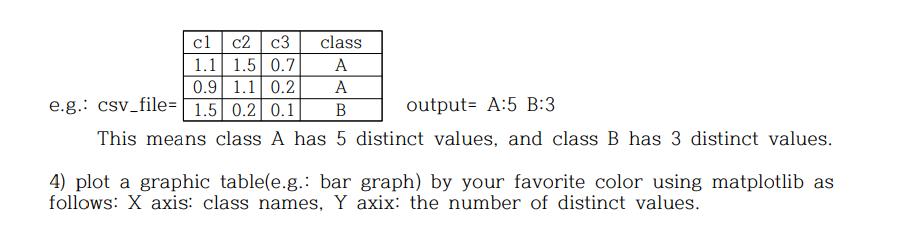 c1 c2 c3 class
1.1 1.5 0.7 A
0.9 1.1 0.2 A
e.g.: csv_file= 1.5 0.2 0.1 B output= A:5 B:3
This means class A has 5 distinct values, and class B has 3 distinct values.
4) plot a graphic table(e.g.: bar graph) by your favorite color using matplotlib as
follows: X axis: class names, Y axix: the number of distinct values.